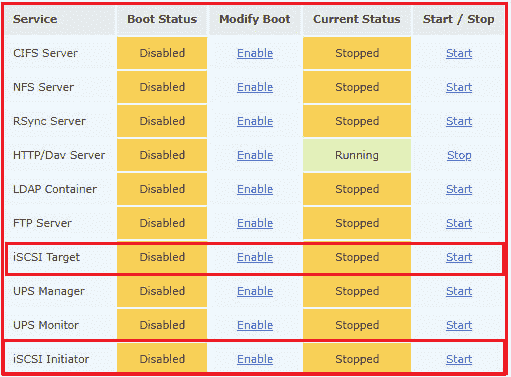 Service Boot Status Modify Boot Current Status Start / Stop
CIFS Server Disabled Enable Stopped Start
NFS Server Disabled Enable Stopped Start
RSync Server Disabled Enable Stopped Start
HTTP/Dav Server Disabled Enable Running Stop
LDAP Container Disabled Enable Stopped Start
FTP Server Disabled Enable Stopped Start
iSCSI Target Disabled Enable Stopped Start
UPS Manager Disabled Enable Stopped Start
UPS Monitor Disabled Enable Stopped Start
iSCSI Initiator Disabled Enable Stopped Start